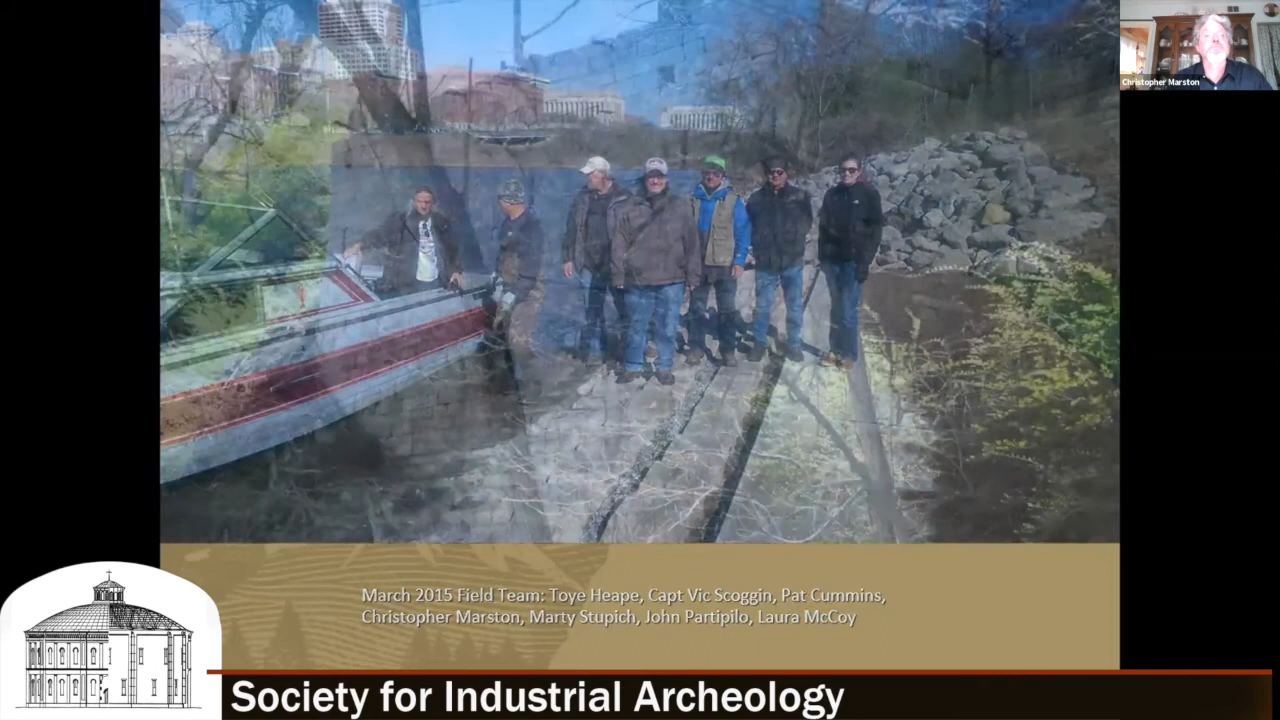 Christopher Marston
March 2015 Field Team: Toye Heape, Capt Vic Scoggin, Pat Cummins,
Christopher Marston, Marty Stupich, John Partipilo, Laura McCoy
Society for Industrial Archeology